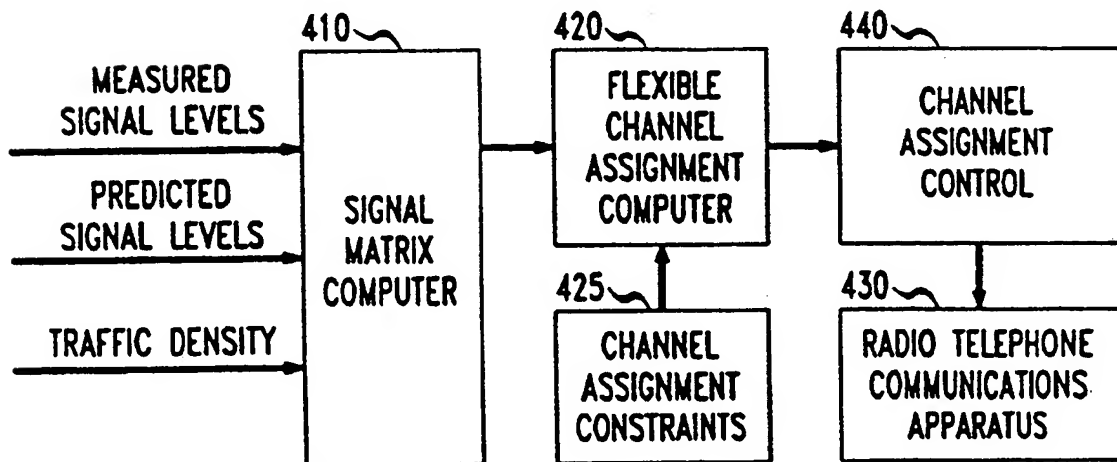 410
420
440
MEASURED
SIGNAL LEVELS
PREDICTED
SIGNAL LEVELS
TRAFFIC DENSITY
SIGNAL
MATRIX
COMPUTER
FLEXIBLE
CHANNEL
ASSIGNMENT
COMPUTER
CHANNEL
ASSIGNMENT
CONTROL
425
CHANNEL
ASSIGNMENT
CONSTRAINTS
430
RADIO TELEPHONE
COMMUNICATIONS
APPARATUS